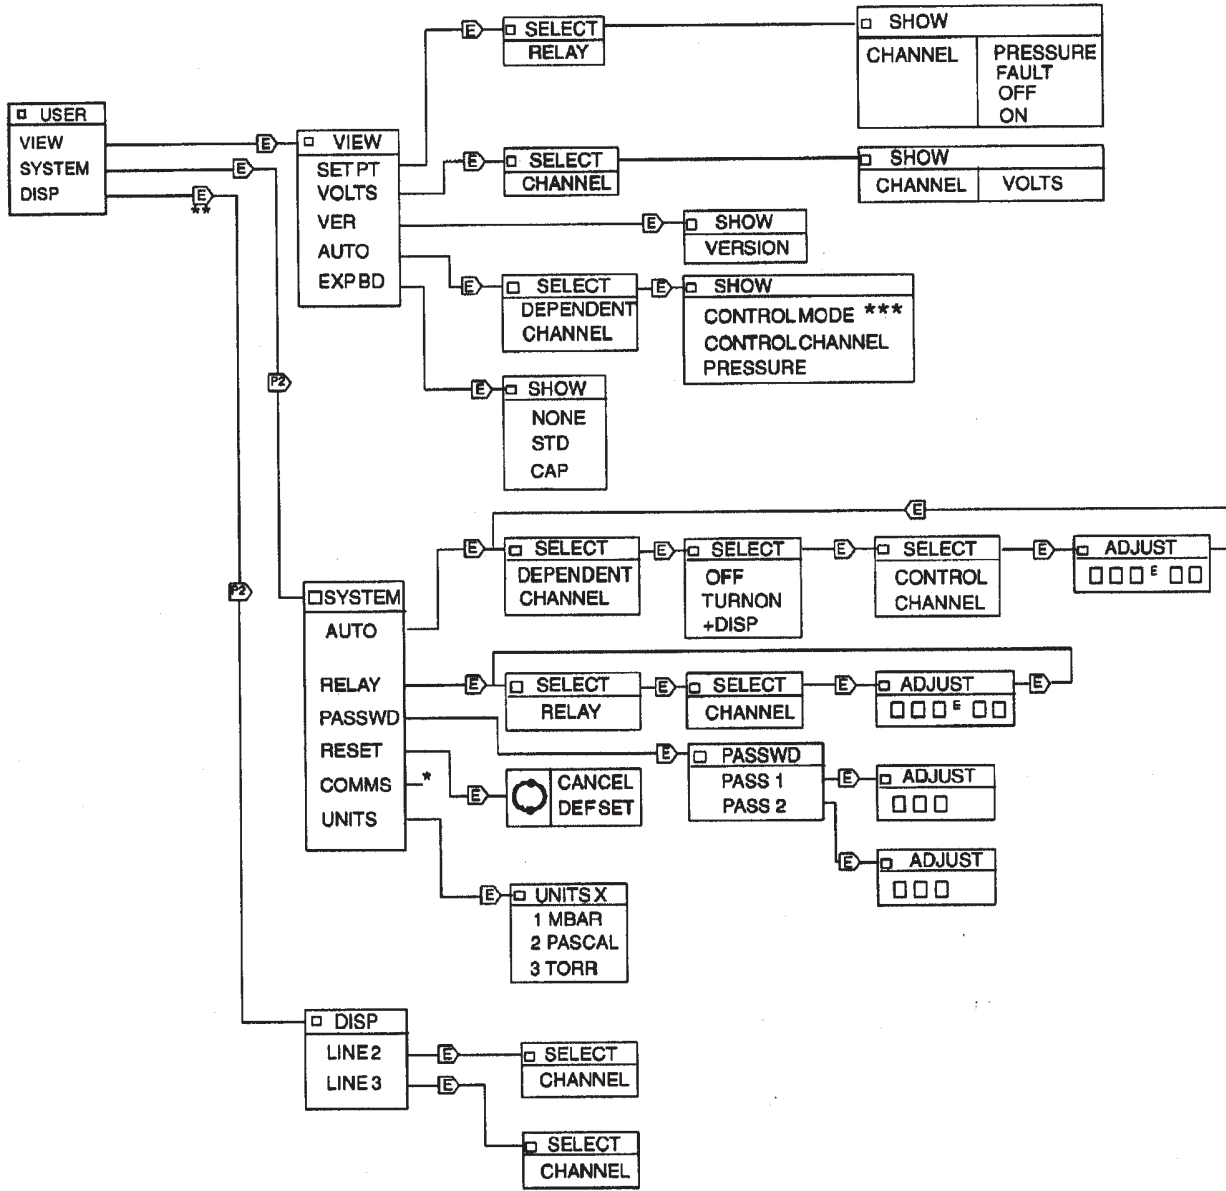 E
SELECT
RELAY
SHOW
CHANNEL
PRESSURE
FAULT
OFF
ON
USER
VIEW
SYSTEM
DISP
E
E
E
**
VIEW
SET PT
VOLTS
VER
AUTO
EXP BD
E
SELECT
CHANNEL
SHOW
CHANNEL
VOLTS
E
SHOW
VERSION
E
SELECT
DEPENDENT
CHANNEL
E
SHOW
CONTROL MODE ***
CONTROL CHANNEL
PRESSURE
P2
E
SHOW
NONE
STD
CAP
E
E
SELECT
DEPENDENT
CHANNEL
E
SELECT
OFF
TURNON
+DISP
E
SELECT
CONTROL
CHANNEL
E
ADJUST
E
P2
SYSTEM
AUTO
RELAY
PASSWD
RESET
COMMS *
UNITS
E
SELECT
RELAY
E
SELECT
CHANNEL
E
ADJUST
E
E
E
PASSWD
PASS 1
PASS 2
E
ADJUST
E
CANCEL
DEF SET
E
ADJUST
E
UNITS X
1 MBAR
2 PASCAL
3 TORR
DISP
LINE 2
LINE 3
E
SELECT
CHANNEL
E
SELECT
CHANNEL